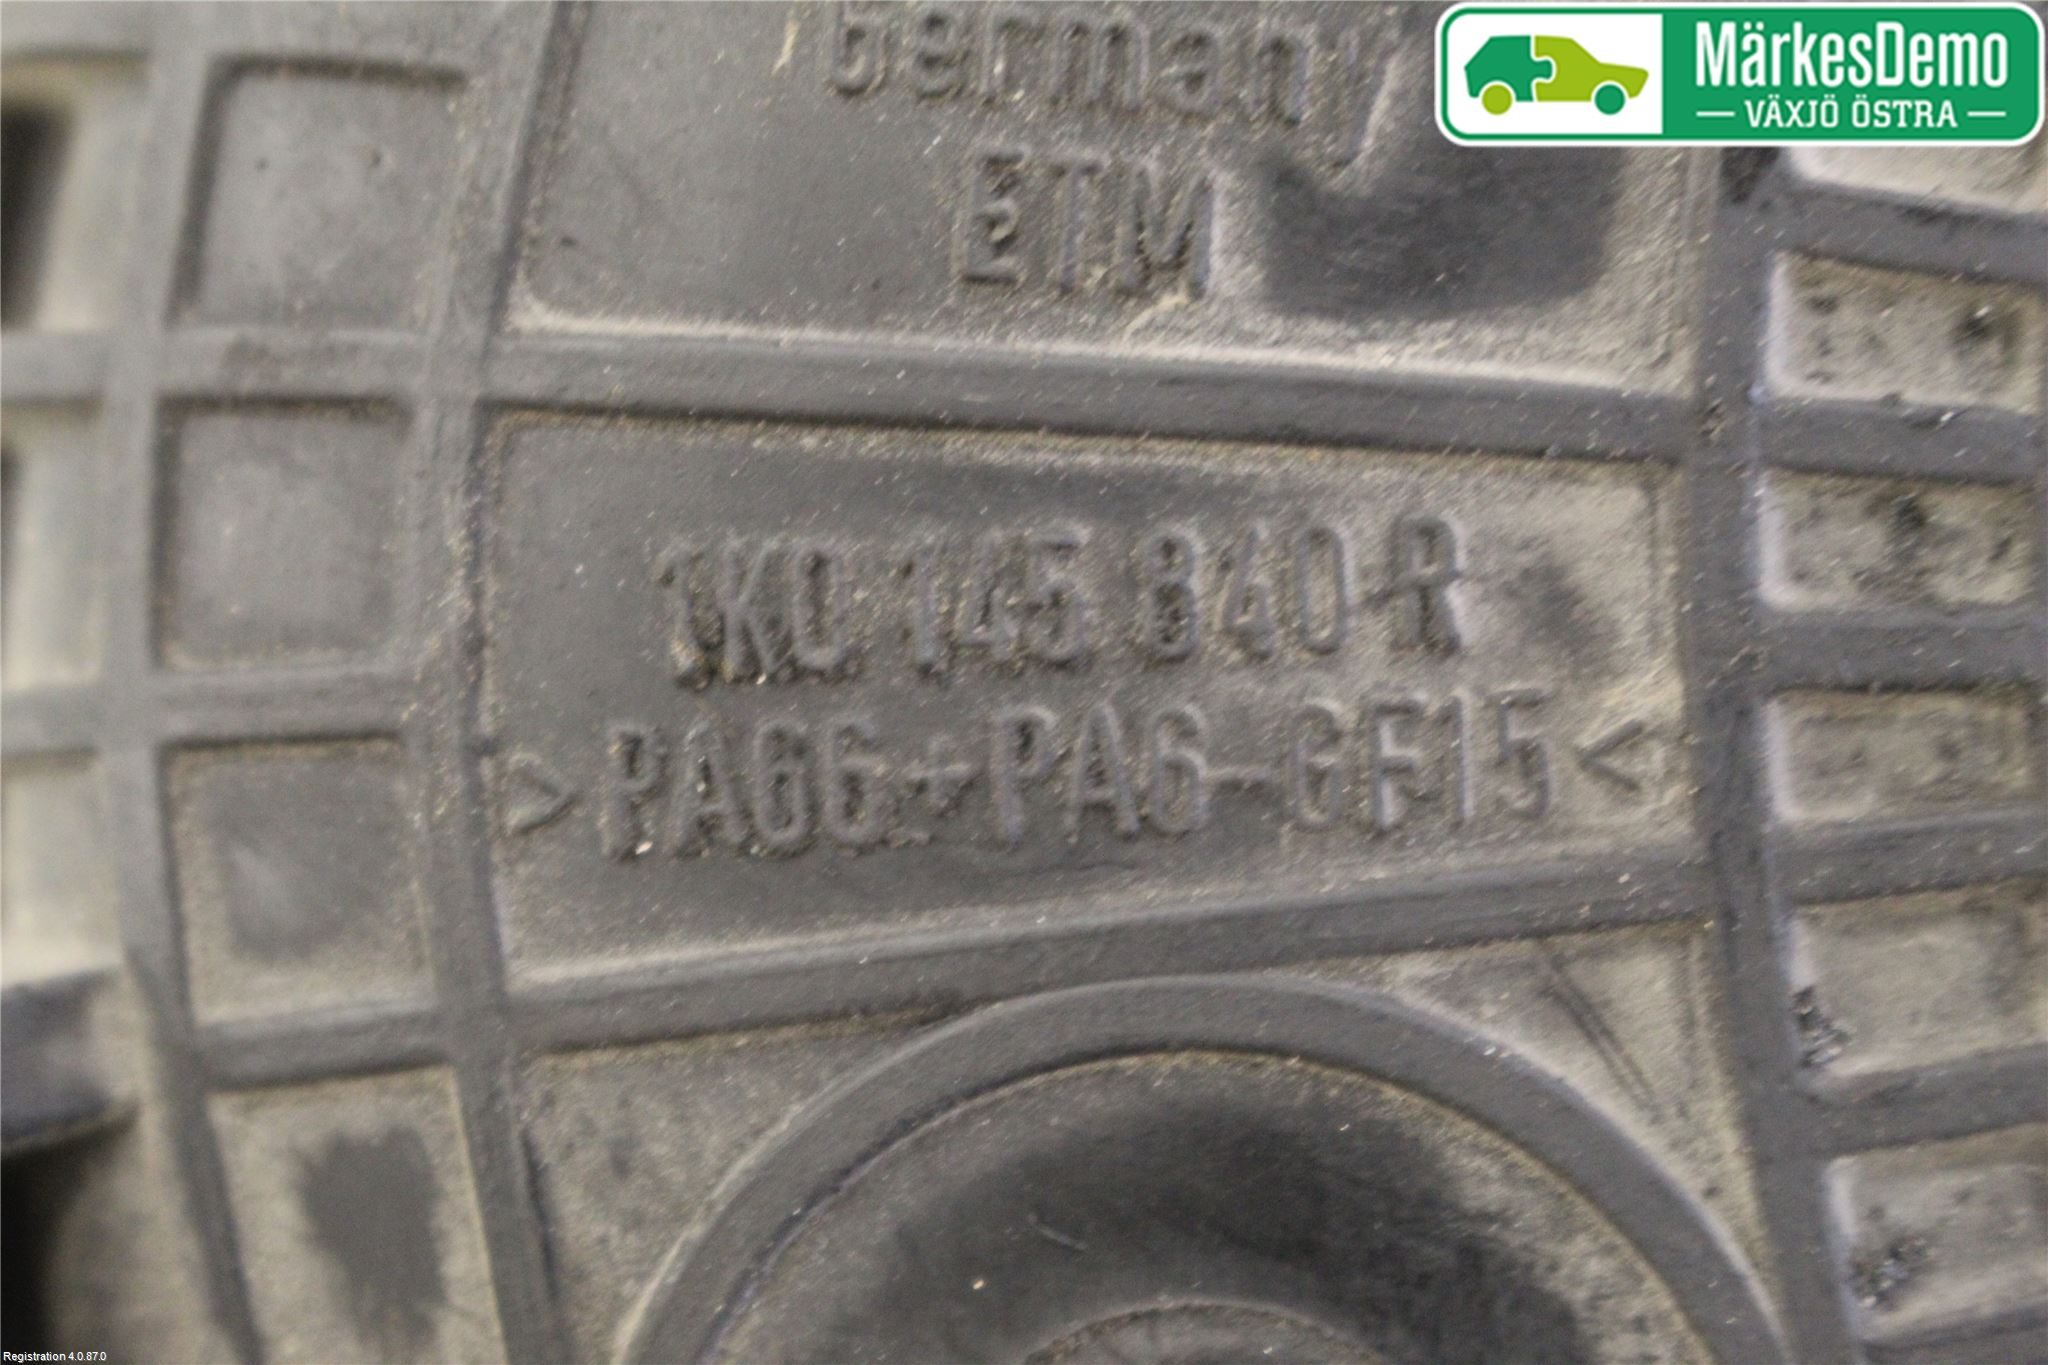 MärkesDemo
VÄXJÖ ÖSTRA
Germany
ETM
1K0 145 840 R
>PA66+PA6-GF15<
Registration 4.0.87.0